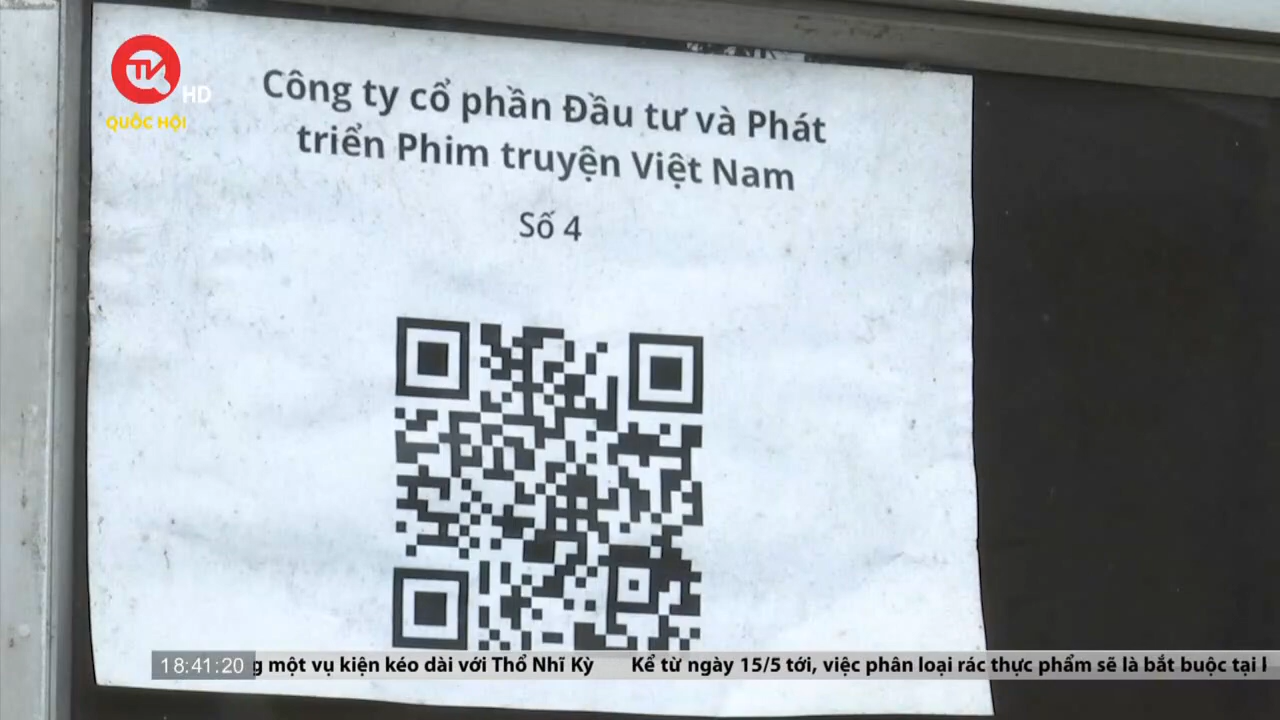 TV
HD
QUỐC HỘI
Công ty cổ phần Đầu tư và Phát
triển Phim truyện Việt Nam
Số 4
18:41:20 một vụ kiện kéo dài với Thổ Nhĩ Kỳ Kể từ ngày 15/5 tới, việc phân loại rác thực phẩm sẽ là bắt buộc tại